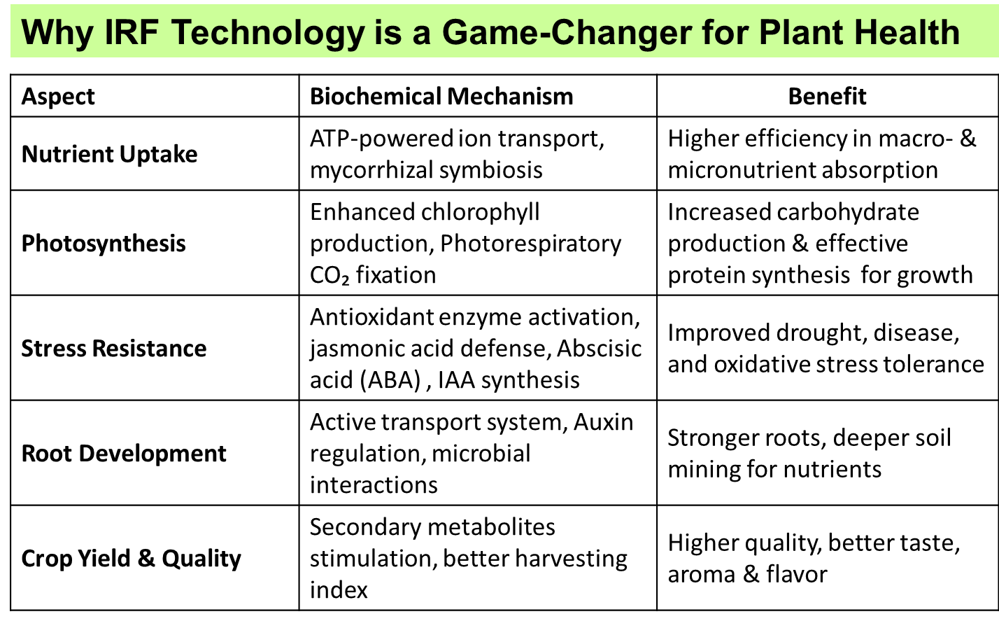 Why IRF Technology is a Game-Changer for Plant Health
Aspect
Biochemical Mechanism
Benefit
Nutrient Uptake
ATP-powered ion transport,
mycorrhizal symbiosis
Higher efficiency in macro- &
micronutrient absorption
Photosynthesis
Enhanced chlorophyll
production, Photorespiratory
CO₂ fixation
Increased carbohydrate
production & effective
protein synthesis  for growth
Stress Resistance
Antioxidant enzyme activation,
jasmonic acid defense, Abscisic
acid (ABA) , IAA synthesis
Improved drought, disease,
and oxidative stress tolerance
Root Development
Active transport system, Auxin
regulation, microbial
interactions
Stronger roots, deeper soil
mining for nutrients
Crop Yield & Quality
Secondary metabolites
stimulation, better harvesting
index
Higher quality, better taste,
aroma & flavor